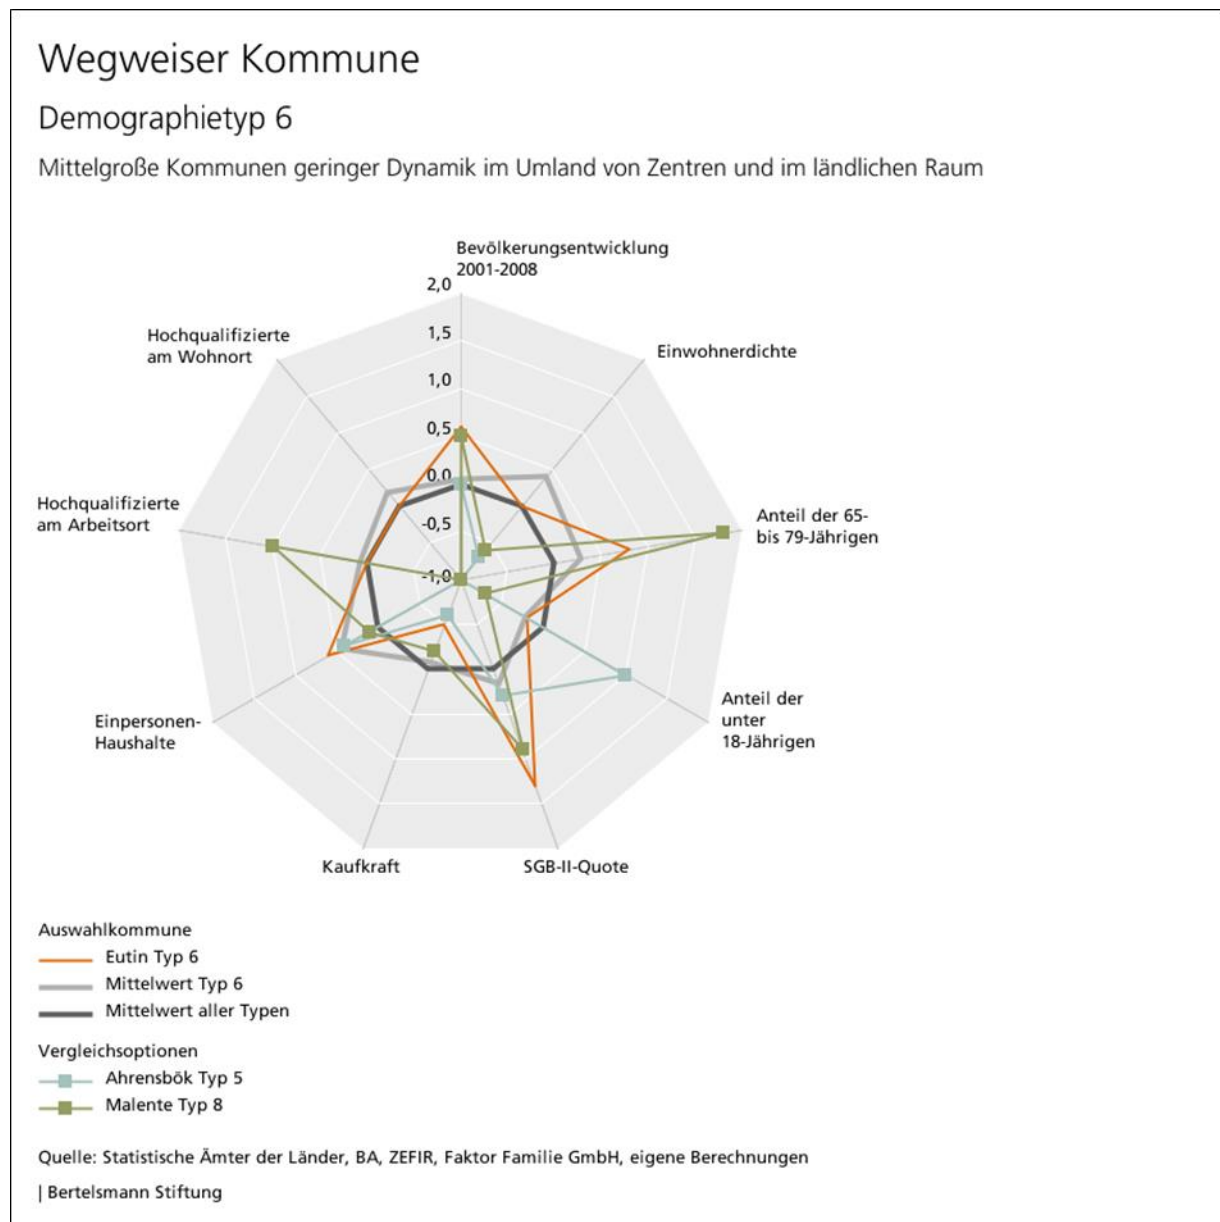 Wegweiser Kommune
Demographietyp 6
Mittelgroße Kommunen geringer Dynamik im Umland von Zentren und im ländlichen Raum
Bevölkerungsentwicklung
2001-2008
2,0
1,5
1,0
0,5
0,0
-0,5
-1,0
Einwohnerdichte
Anteil der 65-
bis 79-Jährigen
Anteil der
unter
18-Jährigen
SGB-II-Quote
Kaufkraft
Einpersonen-
Haushalte
Hochqualifizierte
am Arbeitsort
Hochqualifizierte
am Wohnort
Auswahlkommune
Eutin Typ 6
Mittelwert Typ 6
Mittelwert aller Typen
Vergleichsoptionen
Ahrensbök Typ 5
Malente Typ 8
Quelle: Statistische Ämter der Länder, BA, ZEFIR, Faktor Familie GmbH, eigene Berechnungen
| Bertelsmann Stiftung